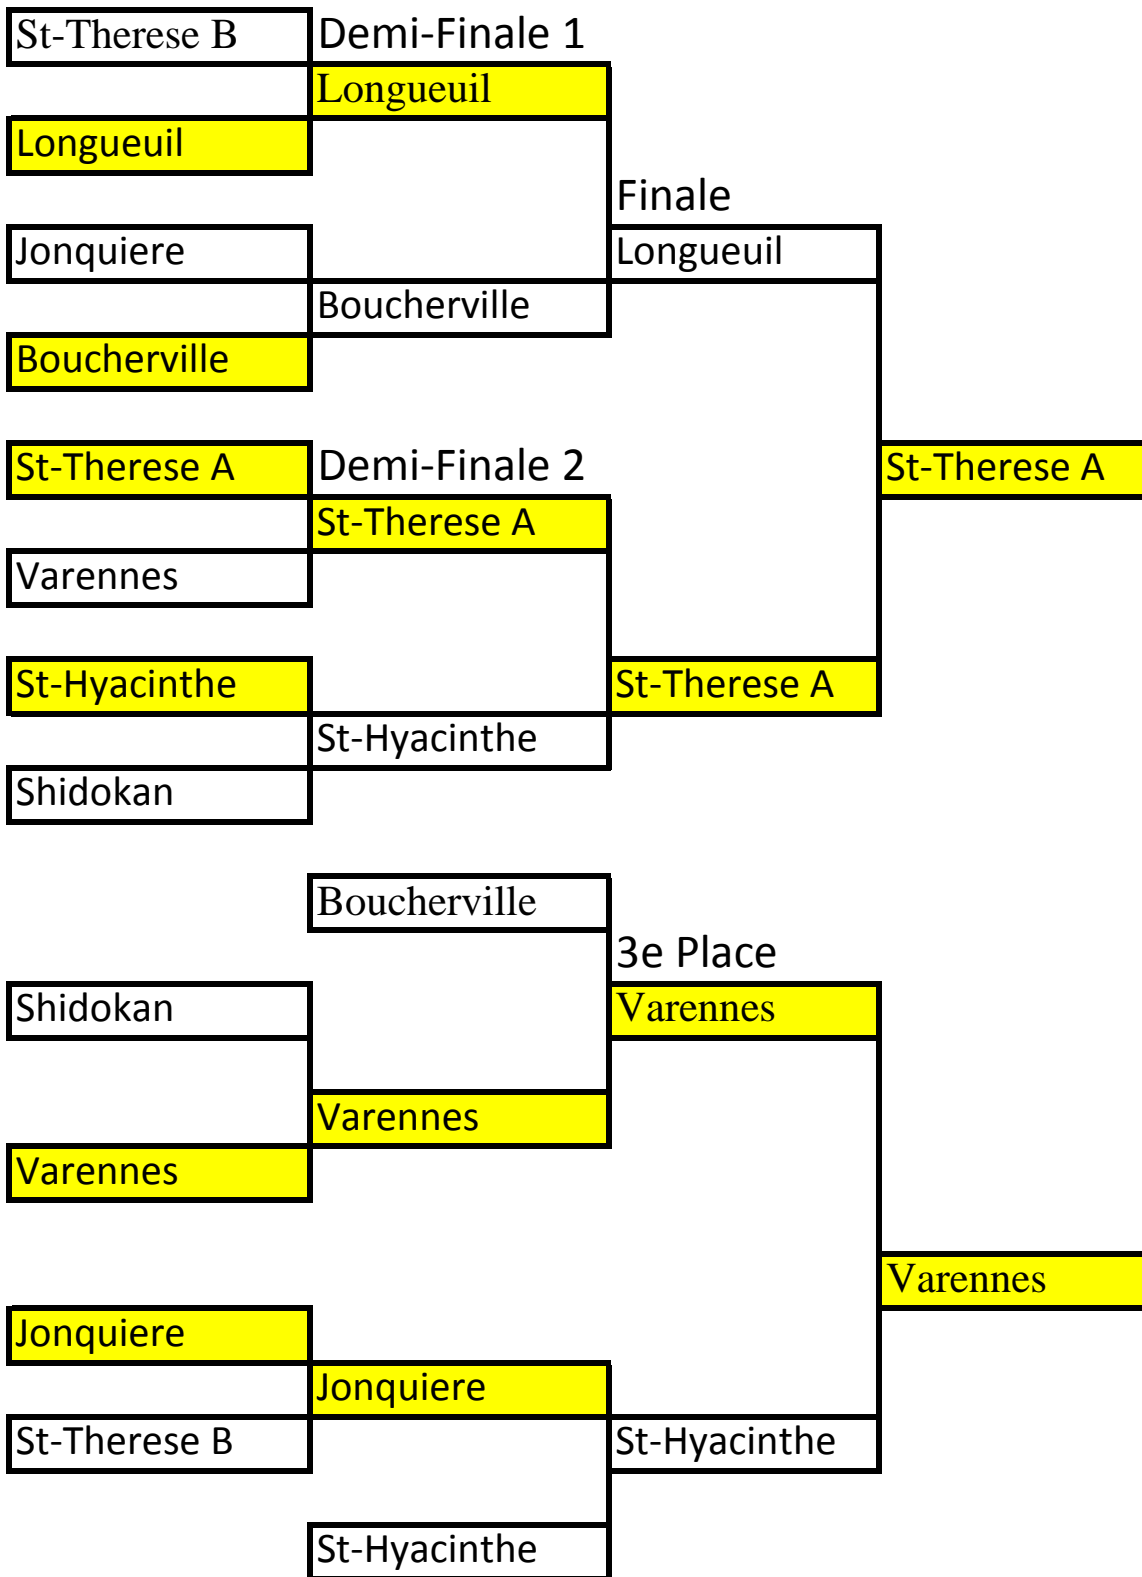 St-Therese B
Demi-Finale 1
Longueuil
Longueuil
Finale
Jonquiere
Longueuil
Boucherville
Boucherville
St-Therese A
Demi-Finale 2
St-Therese A
St-Therese A
Varennes
St-Hyacinthe
St-Therese A
St-Hyacinthe
Shidokan
Boucherville
3e Place
Shidokan
Varennes
Varennes
Varennes
Varennes
Jonquiere
Jonquiere
St-Therese B
St-Hyacinthe
St-Hyacinthe